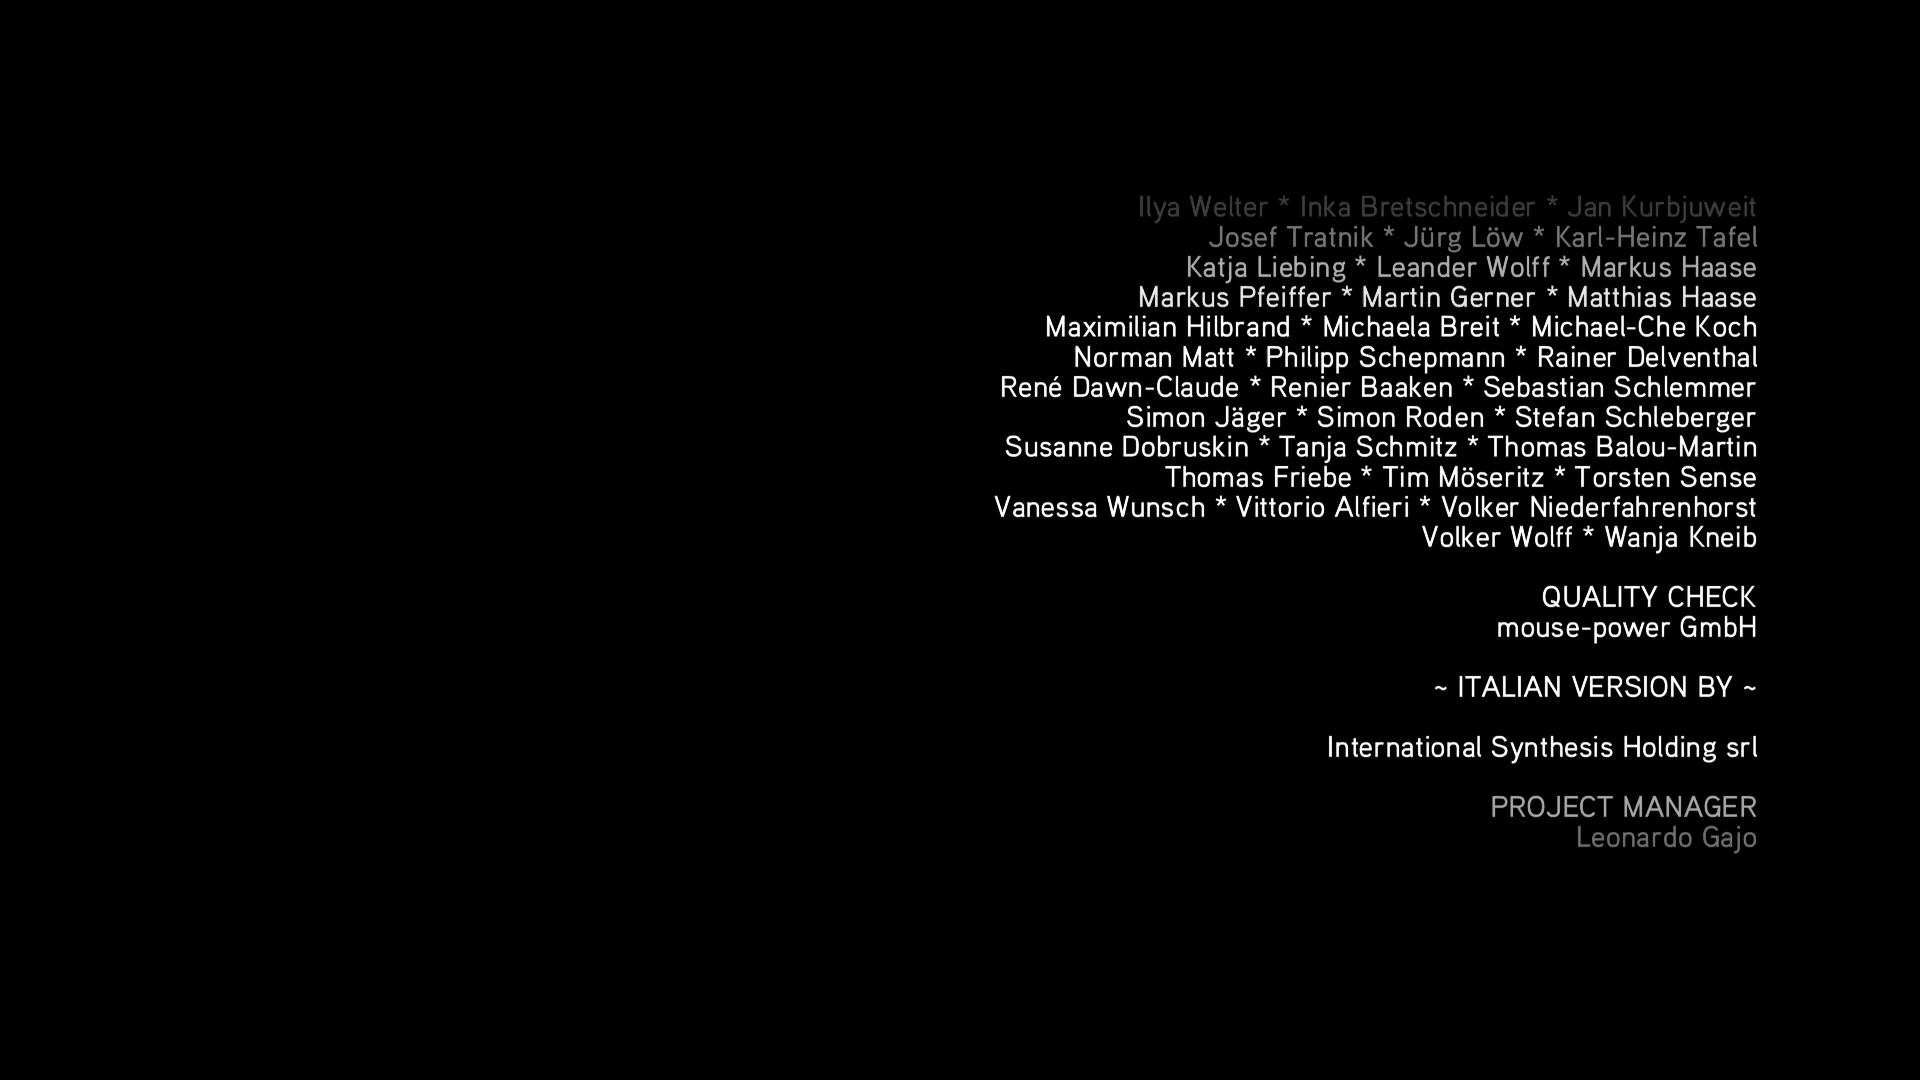 Ilya Welter * Inka Bretschneider * Jan Kurbjuweit
Josef Tratnik * Jürg Löw * Karl-Heinz Tafel
Katja Liebing * Leander Wolff * Markus Haase
Markus Pfeiffer * Martin Gerner * Matthias Haase
Maximilian Hilbrand * Michaela Breit * Michael-Che Koch
Norman Matt * Philipp Schepmann * Rainer Delventhal
René Dawn-Claude * Renier Baaken * Sebastian Schlemmer
Simon Jäger * Simon Roden * Stefan Schleberger
Susanne Dobruskin * Tanja Schmitz * Thomas Balou-Martin
Thomas Friebe * Tim Möseritz * Torsten Sense
Vanessa Wunsch * Vittorio Alfieri * Volker Niederfahrenhorst
Volker Wolff * Wanja Kneib
QUALITY CHECK
mouse-power GmbH
~ ITALIAN VERSION BY ~
International Synthesis Holding srl
PROJECT MANAGER
Leonardo Gajo